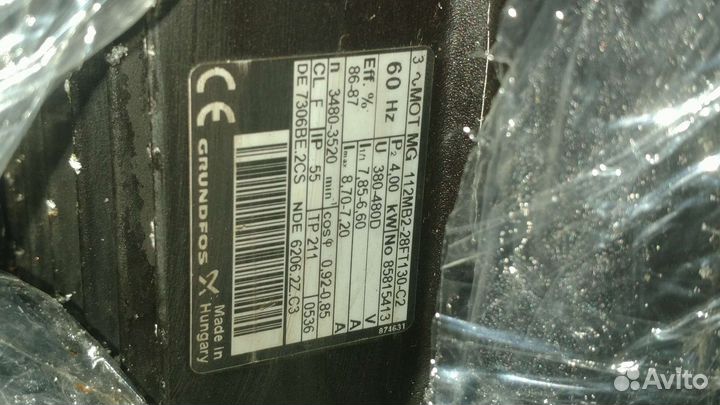 3 ∿MOT MG 112MB2-28FT130-C2
60 Hz P₂ 4,00 kW No 85815413
Eff. % U 380-480D V
86-87 I₁/₁ 7,85-6,60 A
Imax 8,70-7,20 A
n 3480-3520 min⁻¹ cosφ 0,92-0,85
CL F IP 55 TP 211 0536
DE 7306BE.2CS NDE 6206.2Z.C3
874631
CE GRUNDFOS Made in Hungary
Avito